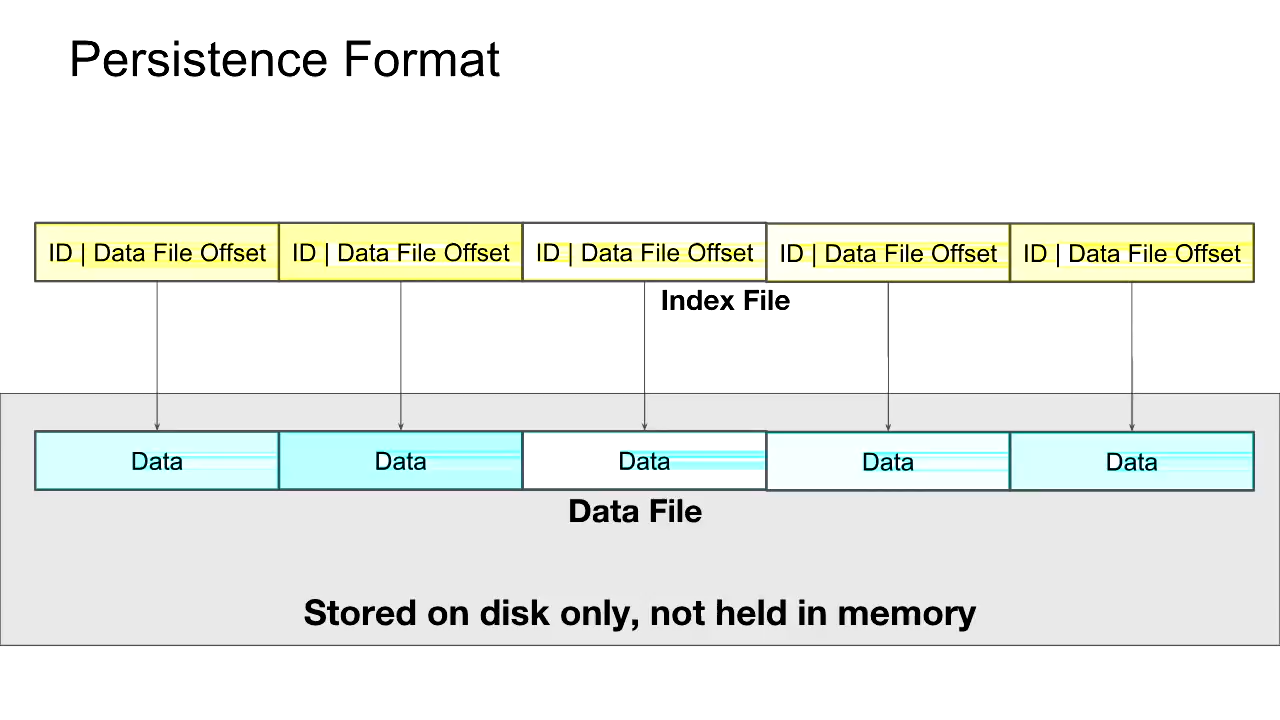 Persistence Format
ID | Data File Offset
ID | Data File Offset
ID | Data File Offset
ID | Data File Offset
ID | Data File Offset
Index File
Data
Data
Data
Data
Data
Data File
Stored on disk only, not held in memory